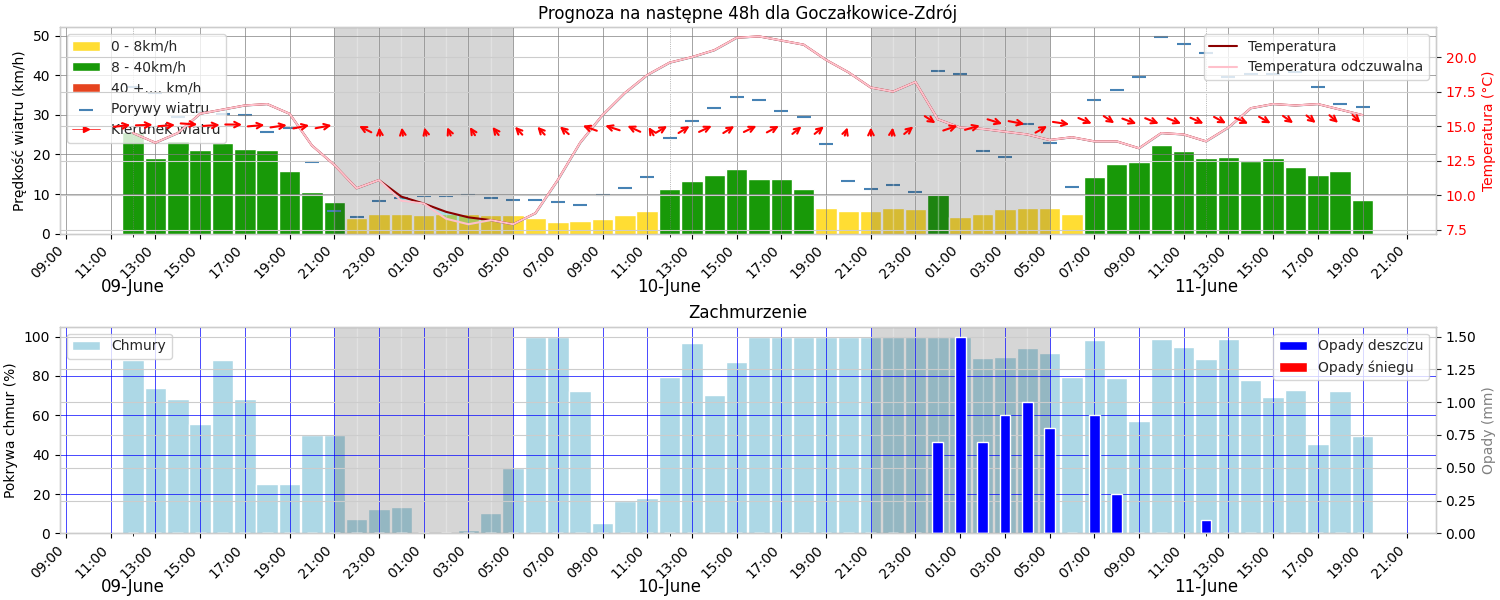 Prognoza na następne 48h dla Goczałkowice-Zdrój
Prędkość wiatru (km/h)
50
40
30
20
10
0
0 - 8km/h
8 - 40km/h
40 +.... km/h
Porywy wiatru
Kierunek wiatru
Temperatura
Temperatura odczuwalna
20.0
17.5
15.0
12.5
10.0
7.5
Temperatura (°C)
09:00 11:00 13:00 15:00 17:00 19:00 21:00 23:00 01:00 03:00 05:00 07:00 09:00 11:00 13:00 15:00 17:00 19:00 21:00 23:00 01:00 03:00 05:00 07:00 09:00 11:00 13:00 15:00 17:00 19:00 21:00
09-June 10-June 11-June
Zachmurzenie
Pokrywa chmur (%)
100
80
60
40
20
0
Chmury
Opady deszczu
Opady śniegu
1.50
1.25
1.00
0.75
0.50
0.25
0.00
Opady (mm)
09:00 11:00 13:00 15:00 17:00 19:00 21:00 23:00 01:00 03:00 05:00 07:00 09:00 11:00 13:00 15:00 17:00 19:00 21:00 23:00 01:00 03:00 05:00 07:00 09:00 11:00 13:00 15:00 17:00 19:00 21:00
09-June 10-June 11-June